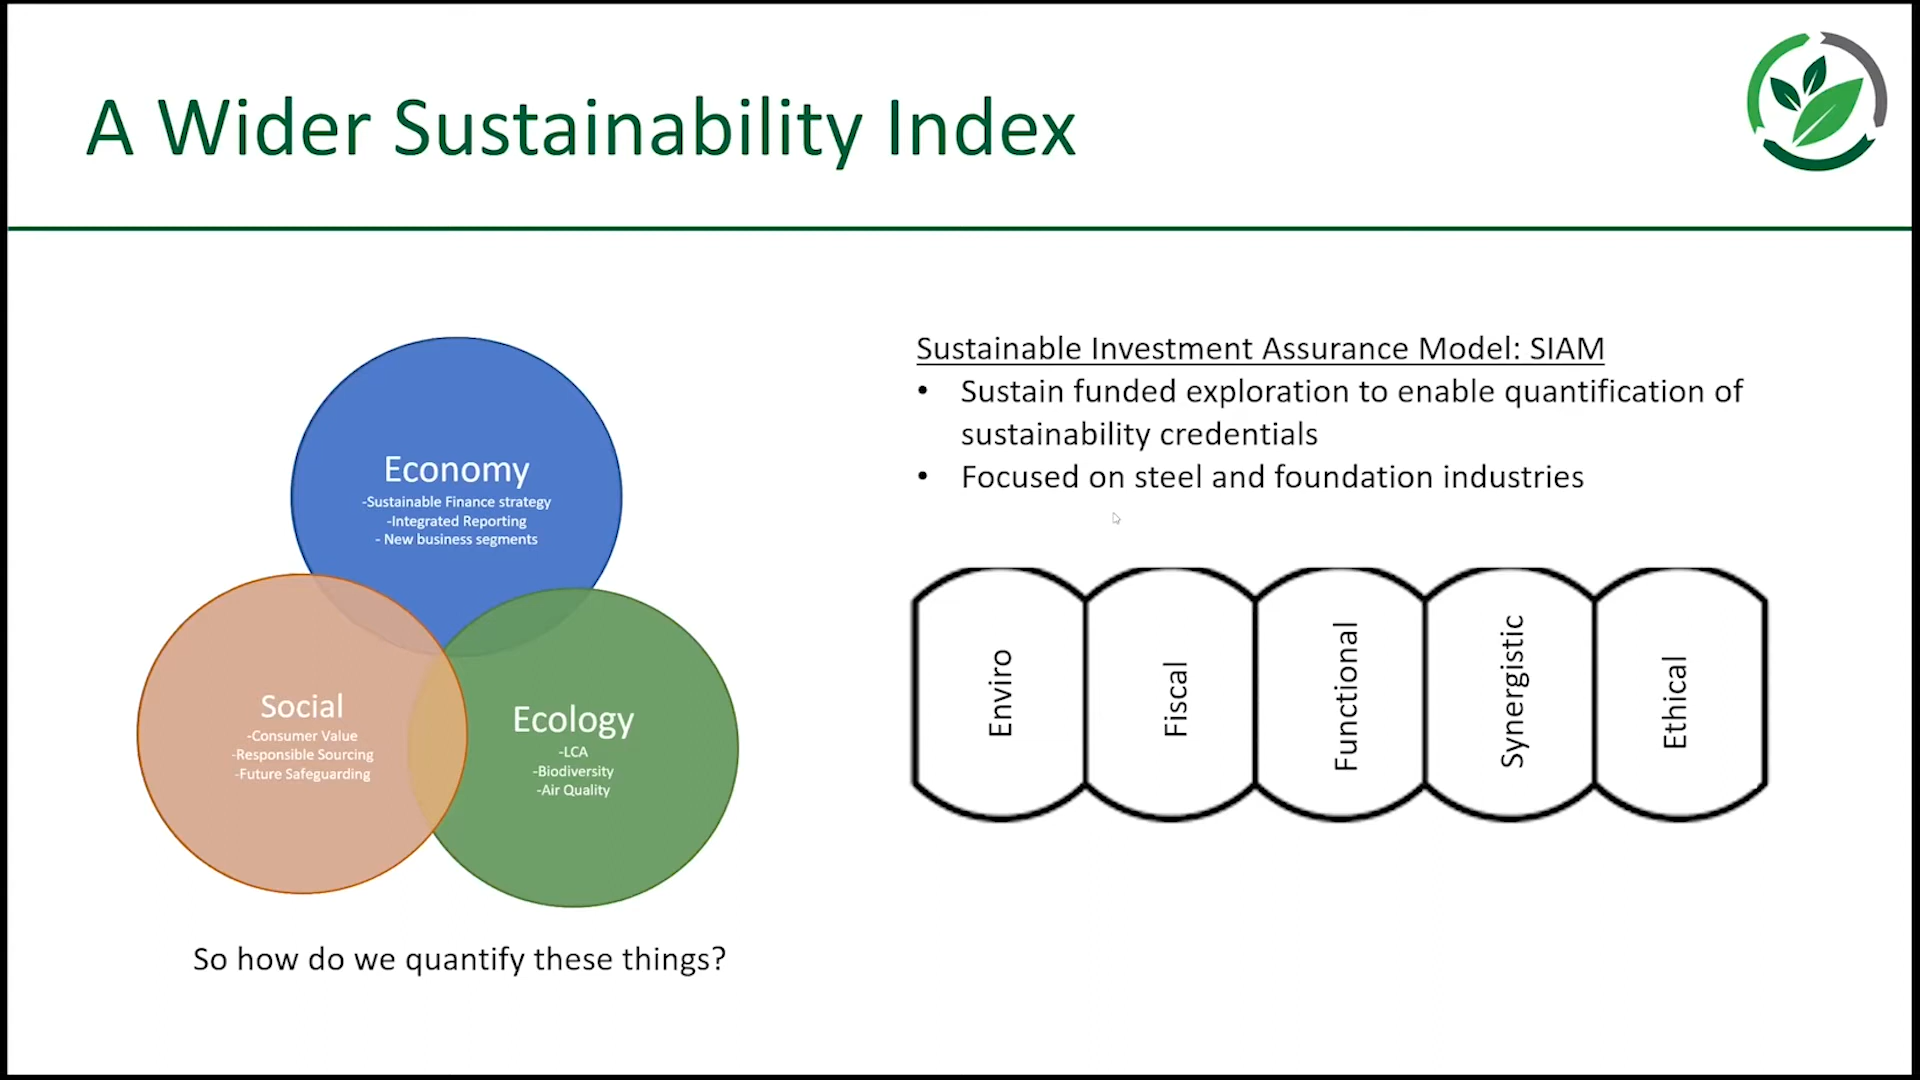 A Wider Sustainability Index
Economy
-Sustainable Finance strategy
-Integrated Reporting
- New business segments
Social
-Consumer Value
-Responsible Sourcing
-Future Safeguarding
Ecology
-LCA
-Biodiversity
-Air Quality
So how do we quantify these things?
Sustainable Investment Assurance Model: SIAM
• Sustain funded exploration to enable quantification of
sustainability credentials
• Focused on steel and foundation industries
Enviro
Fiscal
Functional
Synergistic
Ethical